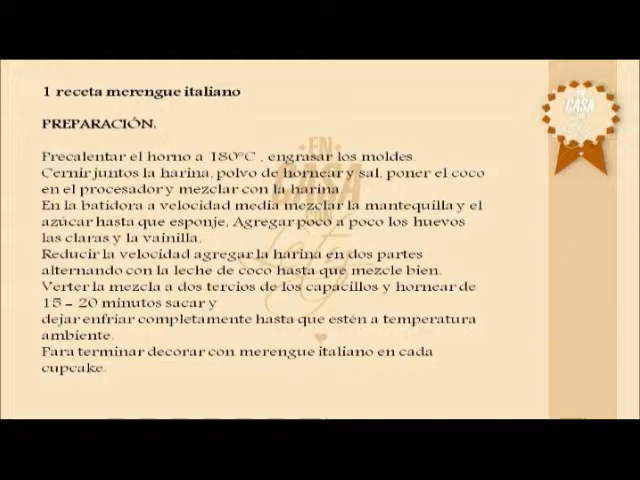 1 receta merengue italiano
PREPARACIÓN.
Precalentar el horno a 180°C , engrasar los moldes.
Cernir juntos la harina, polvo de hornear y sal, poner el coco
en el procesador y mezclar con la harina
En la batidora a velocidad media mezclar la mantequilla y el
azúcar hasta que esponje, Agregar poco a poco los huevos
las claras y la vainilla,
Reducir la velocidad agregar la harina en dos partes
alternando con la leche de coco hasta que mezcle bien.
Verter la mezcla a dos tercios de los capacillos y hornear de
15 – 20 minutos sacar y
dejar enfriar completamente hasta que estén a temperatura
ambiente.
Para terminar decorar con merengue italiano en cada
cupcake.
EN
CASA
EN
CASA